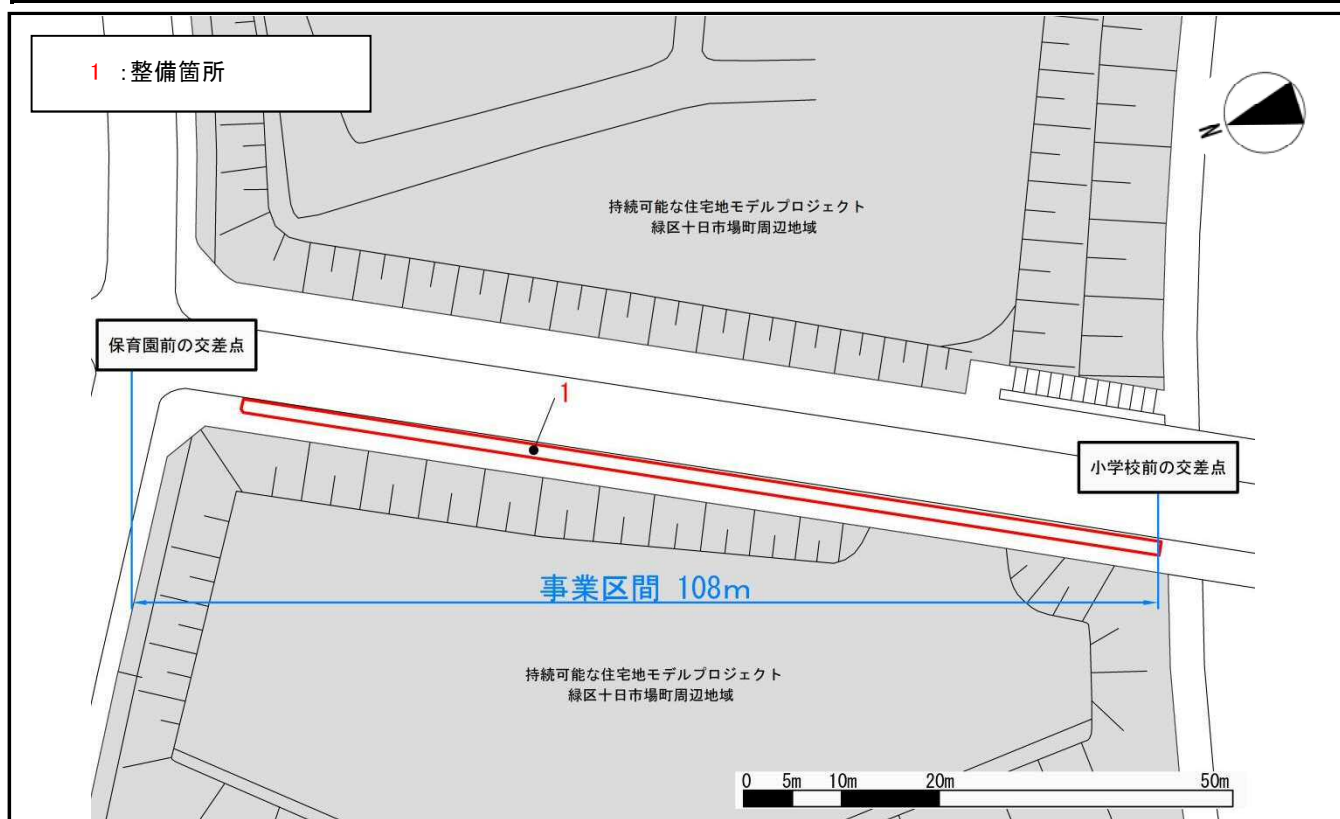 1 :整備箇所
N
持続可能な住宅地モデルプロジェクト
緑区十日市場町周辺地域
保育園前の交差点
1
小学校前の交差点
事業区間 108m
持続可能な住宅地モデルプロジェクト
緑区十日市場町周辺地域
0 5m 10m 20m 50m